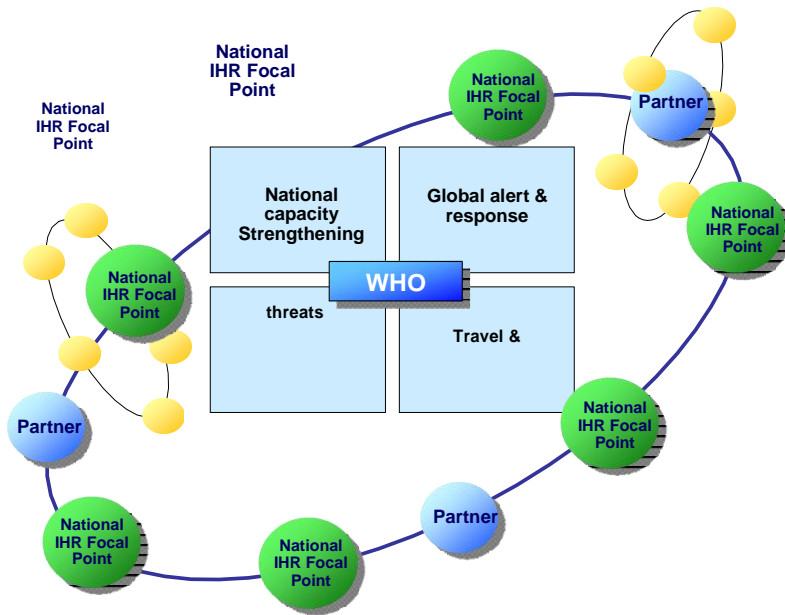 National
IHR Focal
Point
National
IHR Focal
Point
National
IHR Focal
Point
Partner
National
IHR Focal
Point
National
capacity
Strengthening
Global alert &
response
National
IHR Focal
Point
WHO
threats
Travel &
Partner
National
IHR Focal
Point
National
IHR Focal
Point
Partner
National
IHR Focal
Point